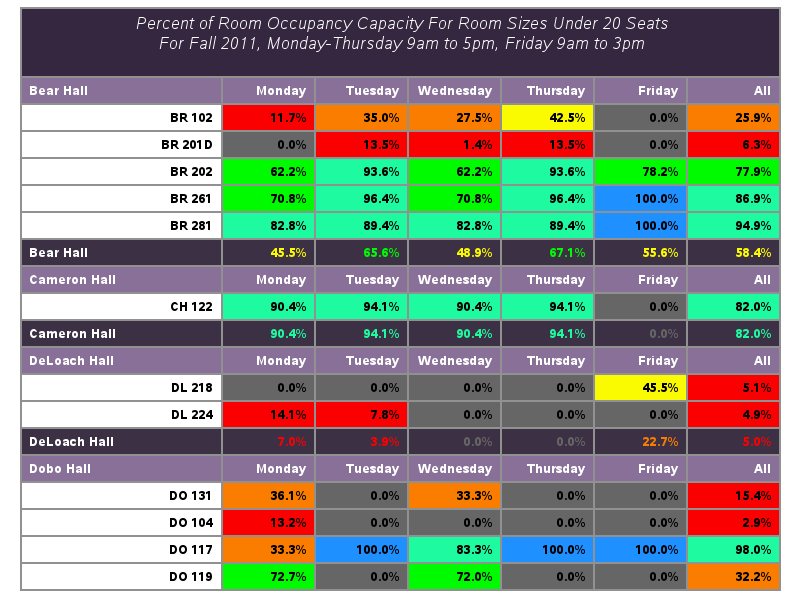 Percent of Room Occupancy Capacity For Room Sizes Under 20 Seats
For Fall 2011, Monday-Thursday 9am to 5pm, Friday 9am to 3pm
Bear Hall Monday Tuesday Wednesday Thursday Friday All
BR 102 11.7% 35.0% 27.5% 42.5% 0.0% 25.9%
BR 201D 0.0% 13.5% 1.4% 13.5% 0.0% 6.3%
BR 202 62.2% 93.6% 62.2% 93.6% 78.2% 77.9%
BR 261 70.8% 96.4% 70.8% 96.4% 100.0% 86.9%
BR 281 82.8% 89.4% 82.8% 89.4% 100.0% 94.9%
Bear Hall 45.5% 65.6% 48.9% 67.1% 55.6% 58.4%
Cameron Hall Monday Tuesday Wednesday Thursday Friday All
CH 122 90.4% 94.1% 90.4% 94.1% 0.0% 82.0%
Cameron Hall 90.4% 94.1% 90.4% 94.1% 0.0% 82.0%
DeLoach Hall Monday Tuesday Wednesday Thursday Friday All
DL 218 0.0% 0.0% 0.0% 0.0% 45.5% 5.1%
DL 224 14.1% 7.8% 0.0% 0.0% 0.0% 4.9%
DeLoach Hall 7.0% 3.9% 0.0% 0.0% 22.7% 5.0%
Dobo Hall Monday Tuesday Wednesday Thursday Friday All
DO 131 36.1% 0.0% 33.3% 0.0% 0.0% 15.4%
DO 104 13.2% 0.0% 0.0% 0.0% 0.0% 2.9%
DO 117 33.3% 100.0% 83.3% 100.0% 100.0% 98.0%
DO 119 72.7% 0.0% 72.0% 0.0% 0.0% 32.2%